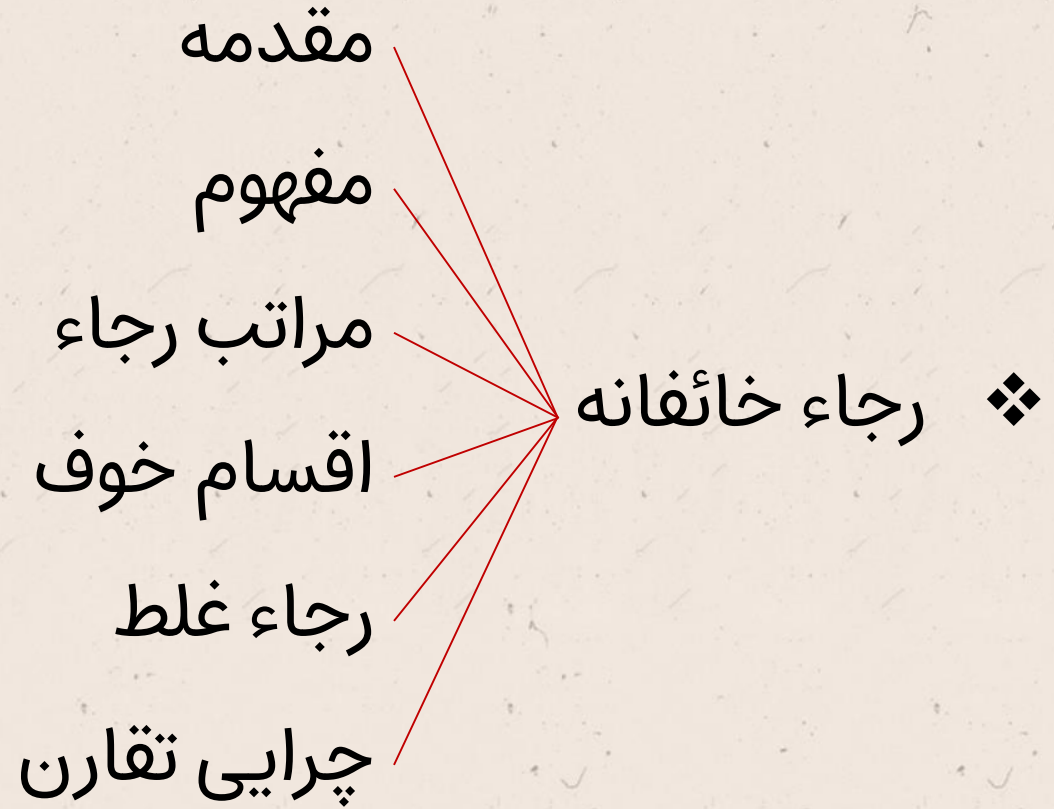 ❖ رجاء خائفانه
مقدمه
مفهوم
مراتب رجاء
اقسام خوف
رجاء غلط
چرایی تقارن